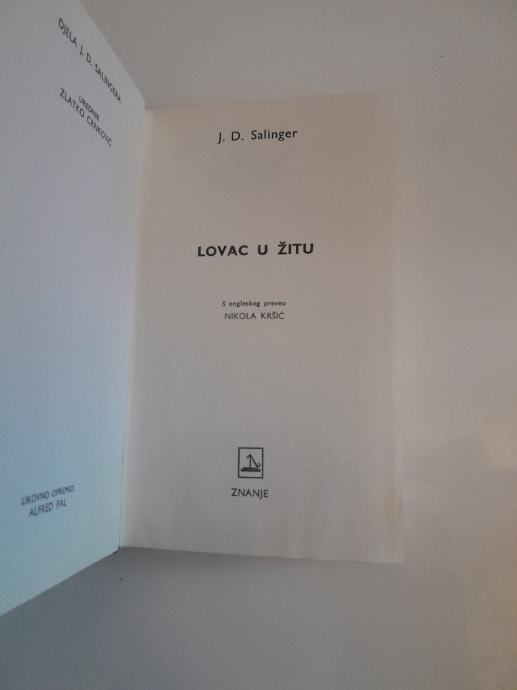 DJELA J. D. SALINGERA
UREDNIK
ZLATKO CRNKOVIĆ
LIKOVNO OPREMIO
ALFRED PAL
J. D. Salinger
LOVAC U ŽITU
S engleskog preveo
NIKOLA KRŠIĆ
ZNANJE